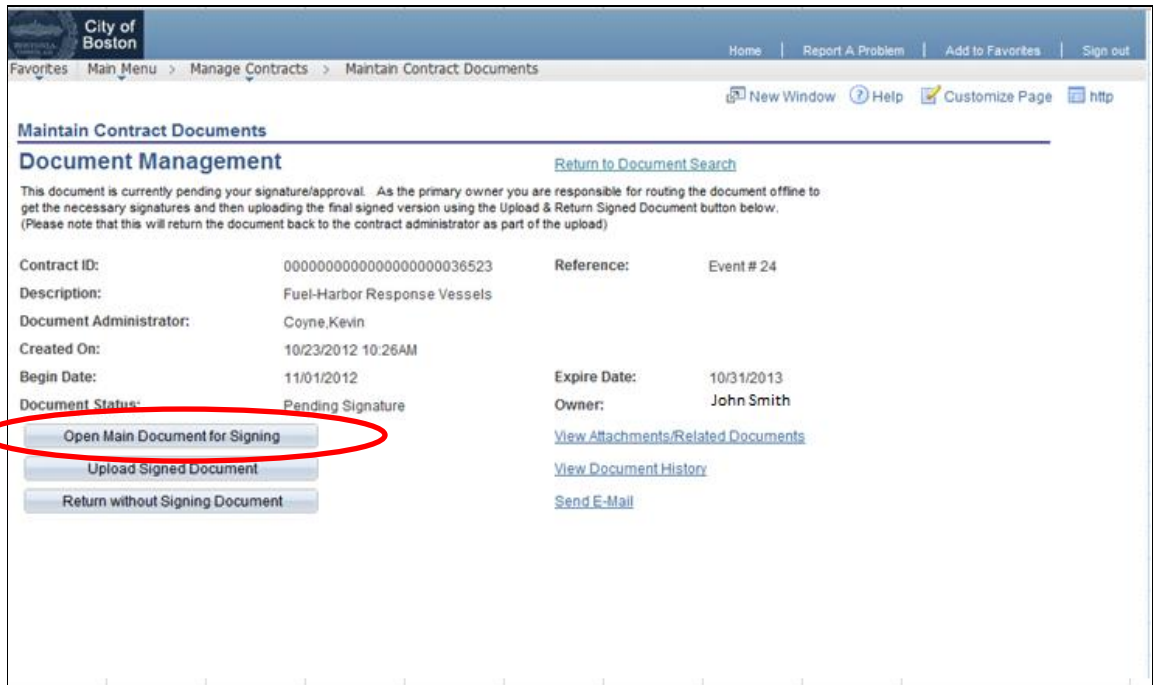 City of
Boston
Home | Report A Problem | Add to Favorites | Sign out
Favorites Main Menu > Manage Contracts > Maintain Contract Documents
New Window Help Customize Page http
Maintain Contract Documents
Document Management Return to Document Search
This document is currently pending your signature/approval. As the primary owner you are responsible for routing the document offline to
get the necessary signatures and then uploading the final signed version using the Upload & Return Signed Document button below.
(Please note that this will return the document back to the contract administrator as part of the upload)
Contract ID: 0000000000000000000036523 Reference: Event # 24
Description: Fuel-Harbor Response Vessels
Document Administrator: Coyne,Kevin
Created On: 10/23/2012 10:26AM
Begin Date: 11/01/2012 Expire Date: 10/31/2013
Document Status: Pending Signature Owner: John Smith
Open Main Document for Signing View Attachments/Related Documents
Upload Signed Document View Document History
Return without Signing Document Send E-Mail